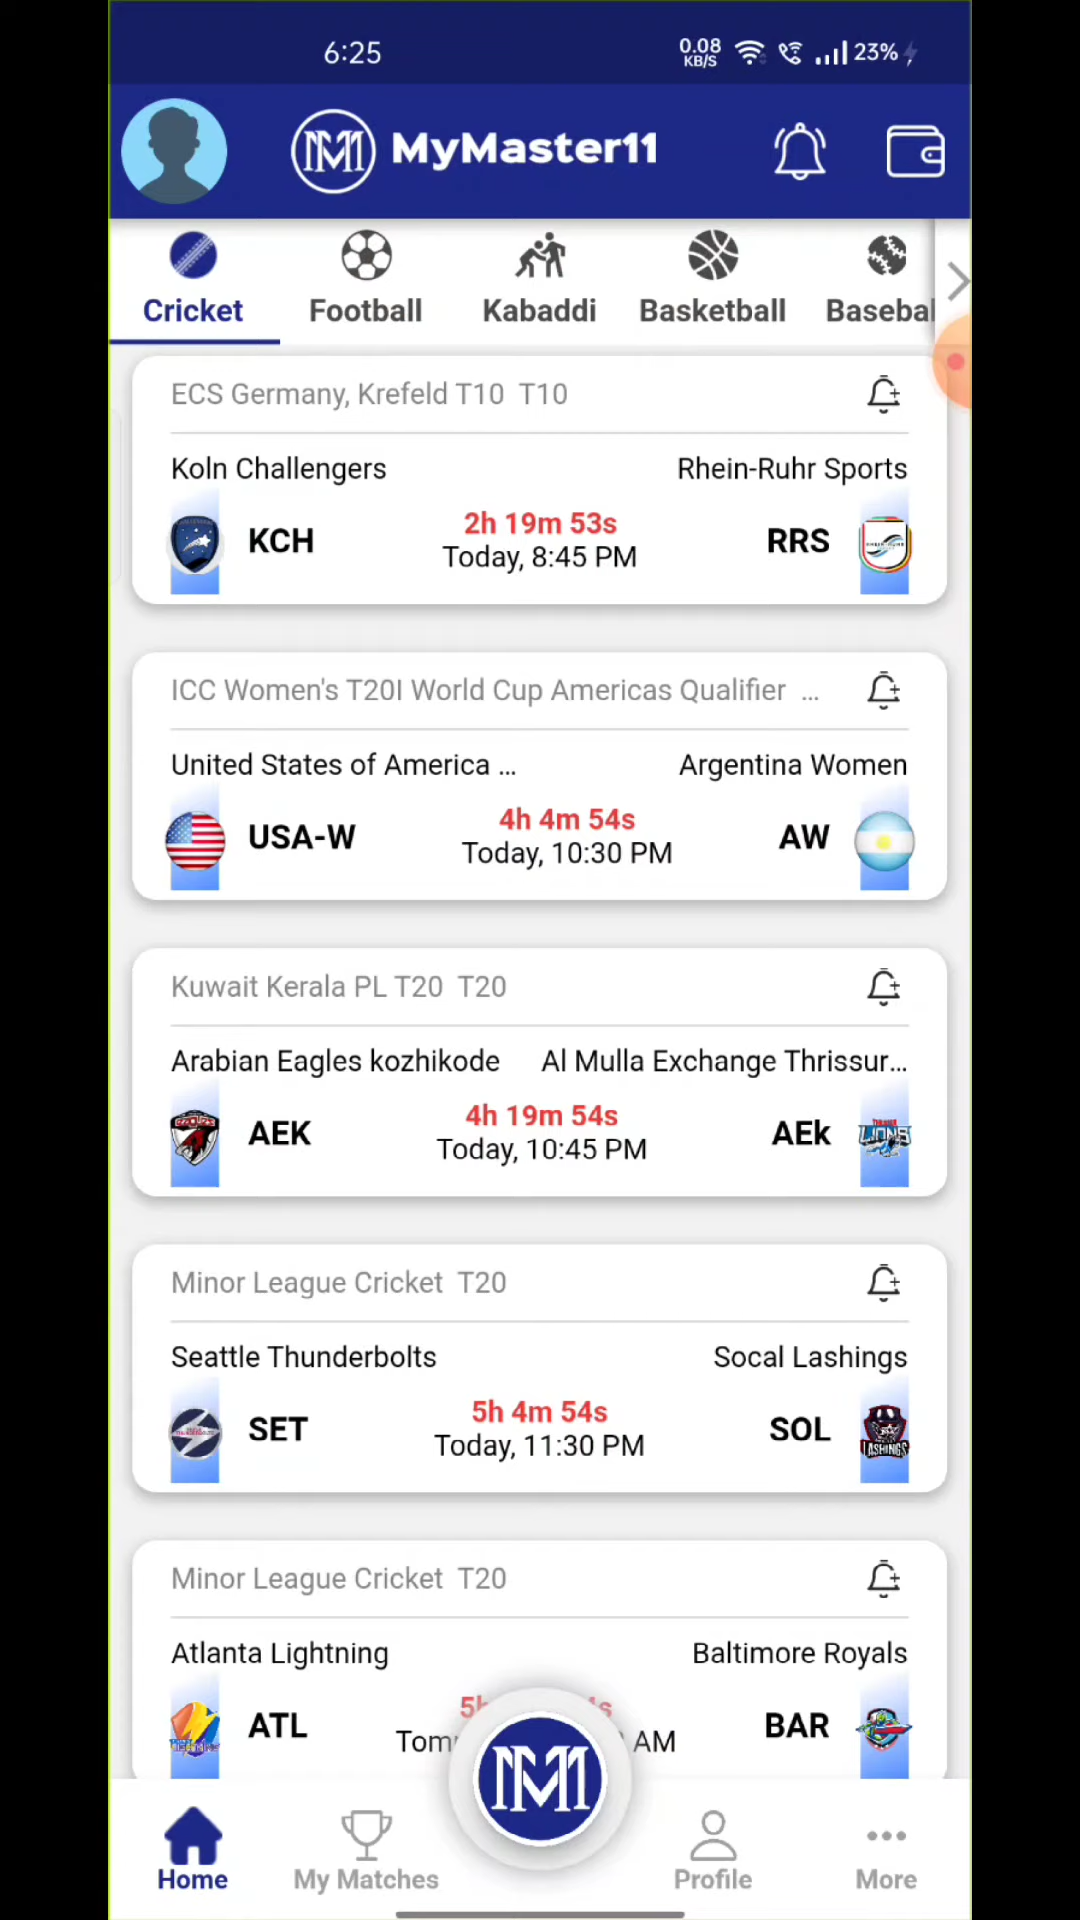 6:25
0.08 KB/S
23%
MyMaster11
Cricket
Football
Kabaddi
Basketball
Basebal
ECS Germany, Krefeld T10 T10
Koln Challengers
Rhein-Ruhr Sports
KCH
2h 19m 53s
Today, 8:45 PM
RRS
ICC Women's T20I World Cup Americas Qualifier ...
United States of America ...
Argentina Women
USA-W
4h 4m 54s
Today, 10:30 PM
AW
Kuwait Kerala PL T20 T20
Arabian Eagles kozhikode
Al Mulla Exchange Thrissur...
AEK
4h 19m 54s
Today, 10:45 PM
AEk
Minor League Cricket T20
Seattle Thunderbolts
Socal Lashings
SET
5h 4m 54s
Today, 11:30 PM
SOL
LASHINGS
Minor League Cricket T20
Atlanta Lightning
Baltimore Royals
ATL
AM
BAR
Home
My Matches
Profile
More